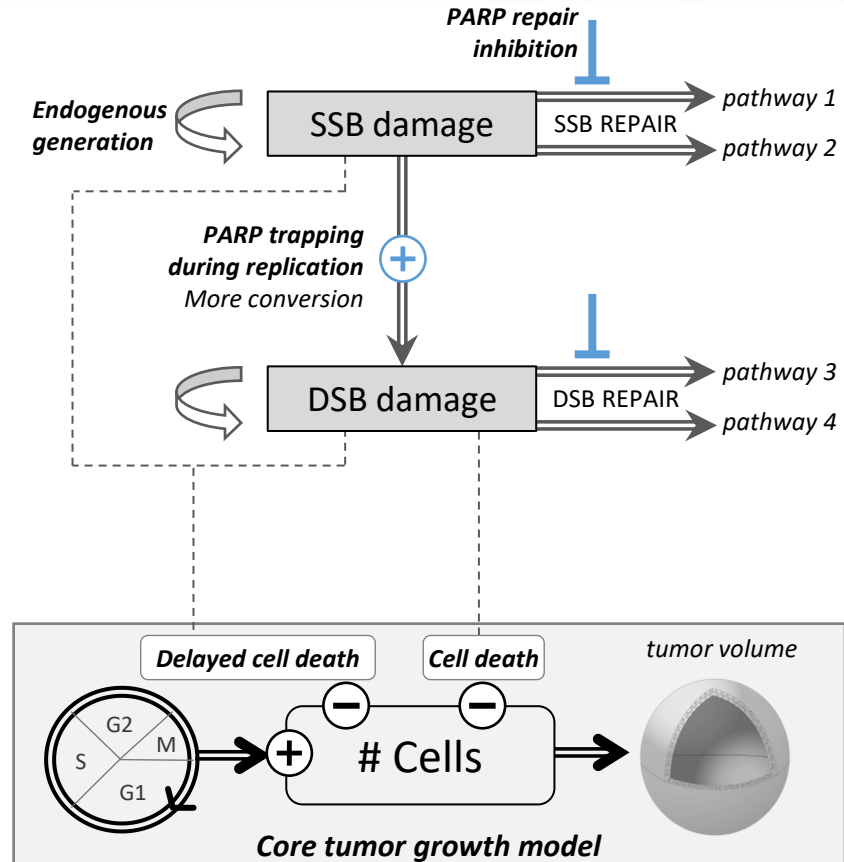 PARP repair
inhibition
Endogenous
generation
SSB damage
pathway 1
SSB REPAIR
pathway 2
PARP trapping
during replication
More conversion
+
DSB damage
pathway 3
DSB REPAIR
pathway 4
Delayed cell death
Cell death
tumor volume
−
−
G2
S
M
G1
+
# Cells
Core tumor growth model